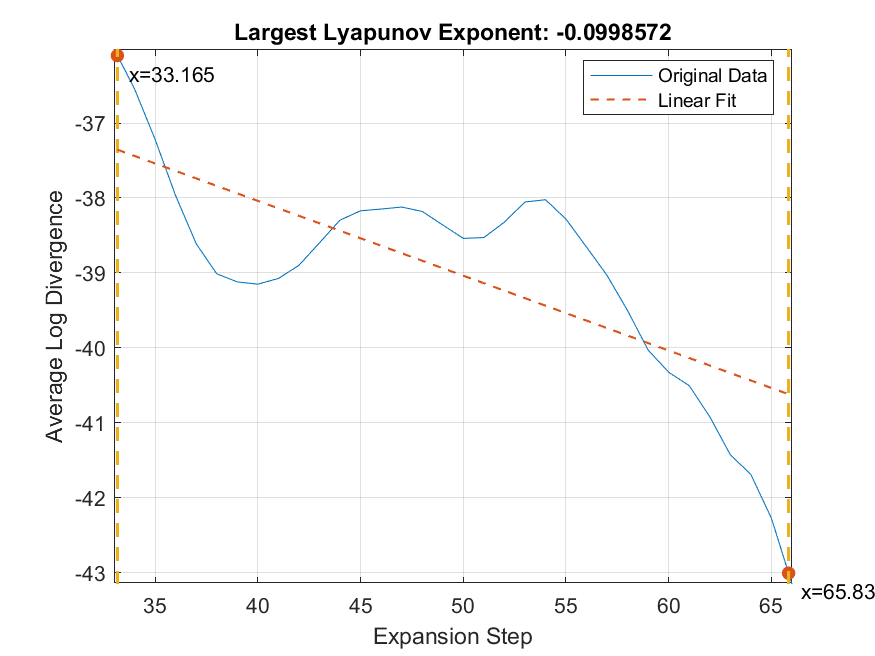 Largest Lyapunov Exponent: -0.0998572
x=33.165
Original Data
Linear Fit
-37
-38
-39
-40
-41
-42
-43
Average Log Divergence
x=65.83
35
40
45
50
55
60
65
Expansion Step